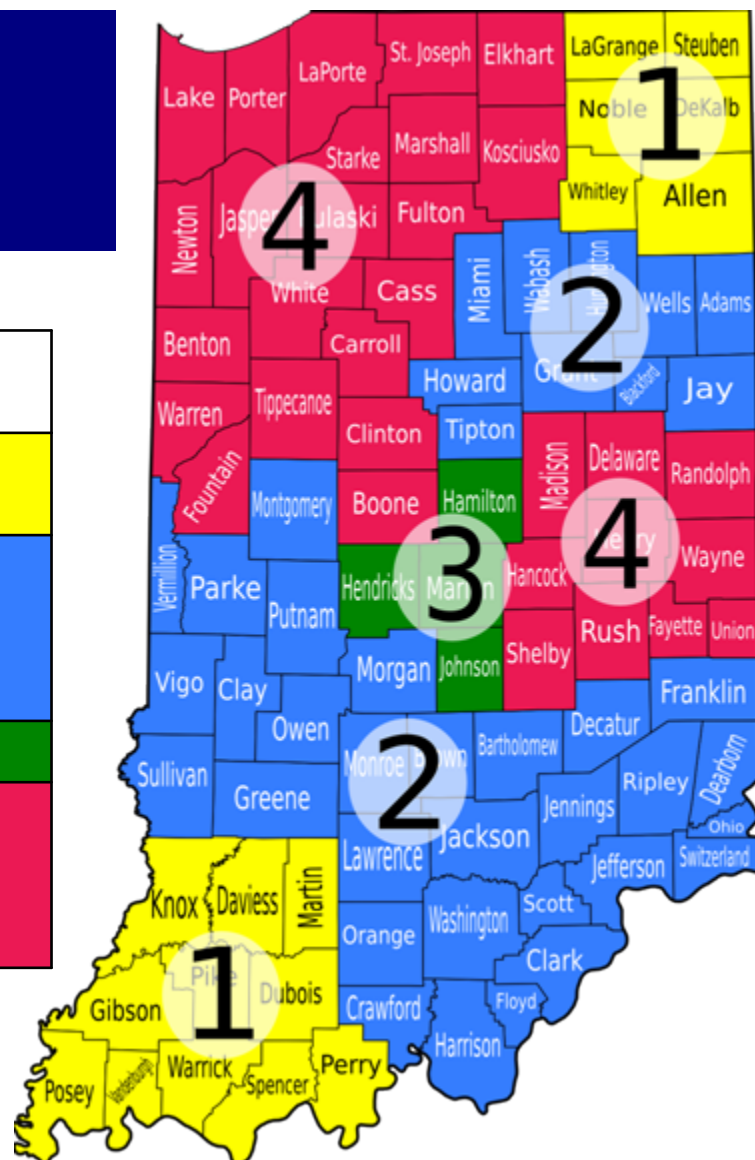 LaGrange
Steuben
St. Joseph
Elkhart
LaPorte
Lake
Porter
Noble
DeKalb
1
Marshall
Kosciusko
Starke
Whitley
Allen
Newton
Jasper
Pulaski
Fulton
4
White
Cass
Miami
Wabash
Huntington
Wells
Adams
2
Benton
Carroll
Howard
Grant
Blackford
Jay
Warren
Tippecanoe
Clinton
Tipton
Fountain
Madison
Delaware
Randolph
Montgomery
Boone
Hamilton
Henry
4
Wayne
Vermillion
Parke
Putnam
Hendricks
Marion
3
Hancock
Rush
Fayette
Union
Shelby
Morgan
Johnson
Vigo
Clay
Owen
Franklin
Decatur
Monroe
Brown
2
Bartholomew
Sullivan
Greene
Jennings
Ripley
Dearborn
Ohio
Lawrence
Jackson
Jefferson
Switzerland
Knox
Daviess
Martin
Washington
Scott
Orange
Clark
Pike
Gibson
Dubois
1
Crawford
Floyd
Harrison
Posey
Vanderburgh
Warrick
Spencer
Perry